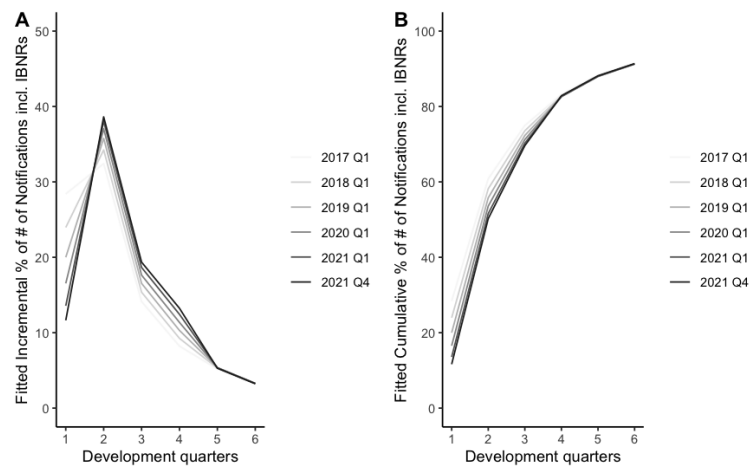 A
Fitted Incremental % of # of Notifications incl. IBNRs
50
40
30
20
10
0
1 2 3 4 5 6
Development quarters
2017 Q1
2018 Q1
2019 Q1
2020 Q1
2021 Q1
2021 Q4
B
Fitted Cumulative % of # of Notifications incl. IBNRs
100
80
60
40
20
0
1 2 3 4 5 6
Development quarters
2017 Q1
2018 Q1
2019 Q1
2020 Q1
2021 Q1
2021 Q4